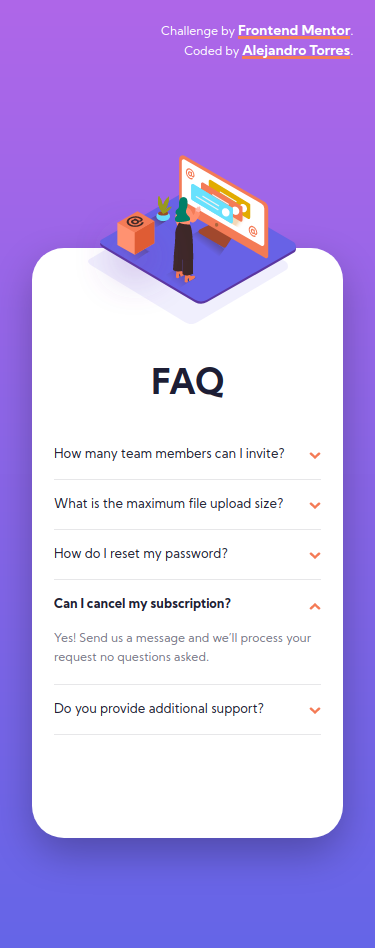 Challenge by Frontend Mentor.
Coded by Alejandro Torres.
FAQ
How many team members can I invite?
What is the maximum file upload size?
How do I reset my password?
Can I cancel my subscription?
Yes! Send us a message and we’ll process your
request no questions asked.
Do you provide additional support?